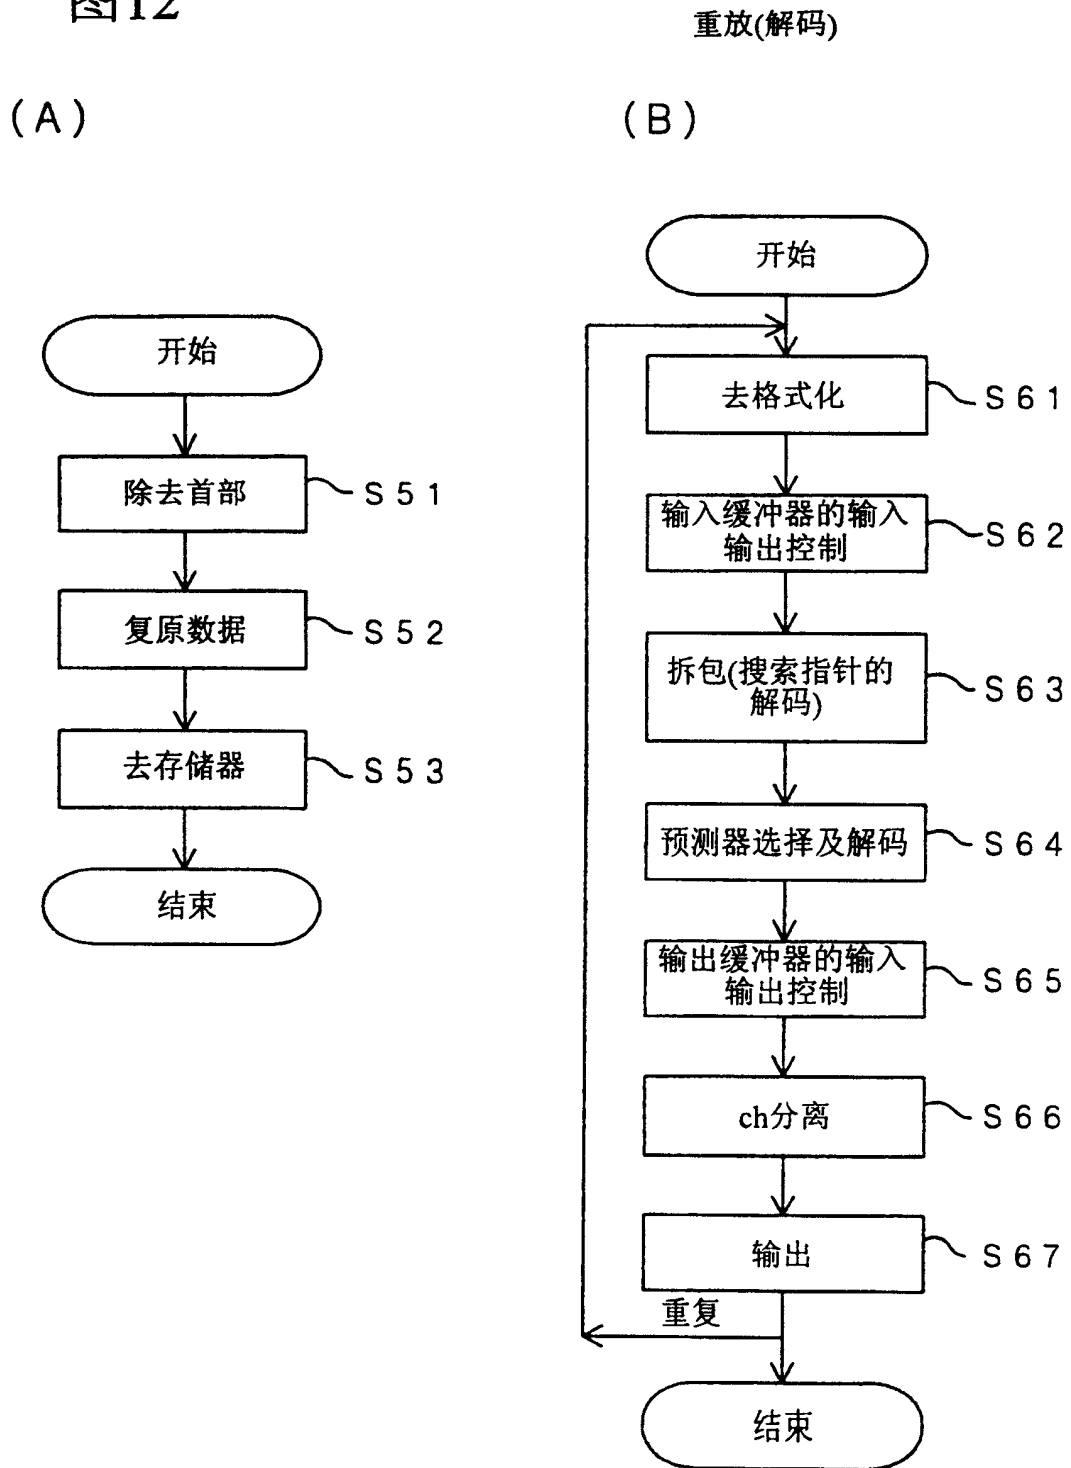 图12
重放(解码)
(A)
开始
除去首部
S51
复原数据
S52
去存储器
S53
结束
(B)
开始
去格式化
S61
输入缓冲器的输入
输出控制
S62
拆包(搜索指针的
解码)
S63
预测器选择及解码
S64
输出缓冲器的输入
输出控制
S65
ch分离
S66
输出
S67
重复
结束